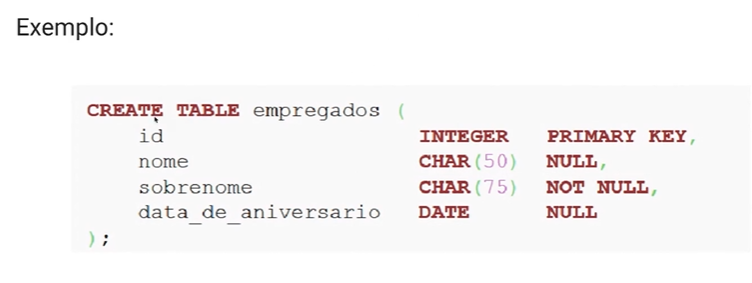 Exemplo:
CREATE TABLE empregados (
id INTEGER PRIMARY KEY,
nome CHAR(50) NULL,
sobrenome CHAR(75) NOT NULL,
data_de_aniversario DATE NULL
);